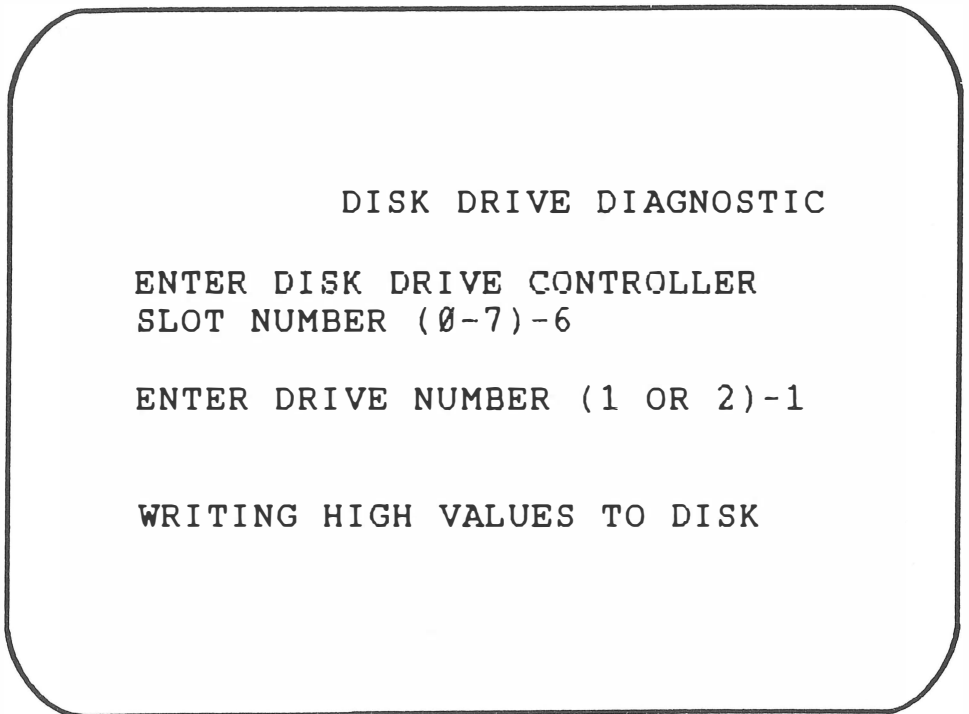 DISK DRIVE DIAGNOSTIC
ENTER DISK DRIVE CONTROLLER
SLOT NUMBER (0-7)-6
ENTER DRIVE NUMBER (1 OR 2)-1
WRITING HIGH VALUES TO DISK